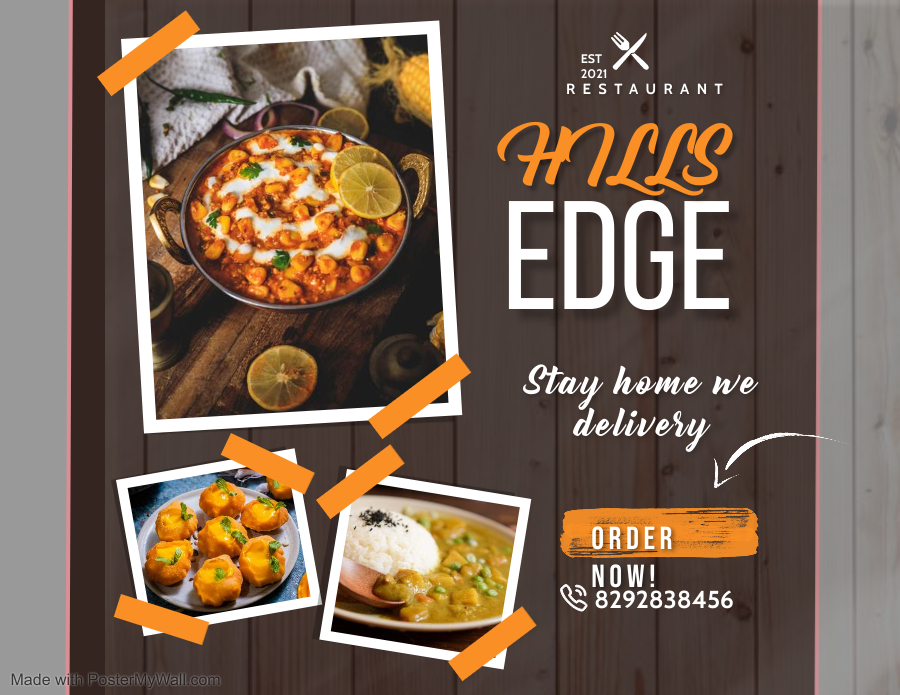 EST
2021
RESTAURANT
HILLS
EDGE
Stay home we
delivery
ORDER
NOW!
8292838456
Made with PosterMyWall.com